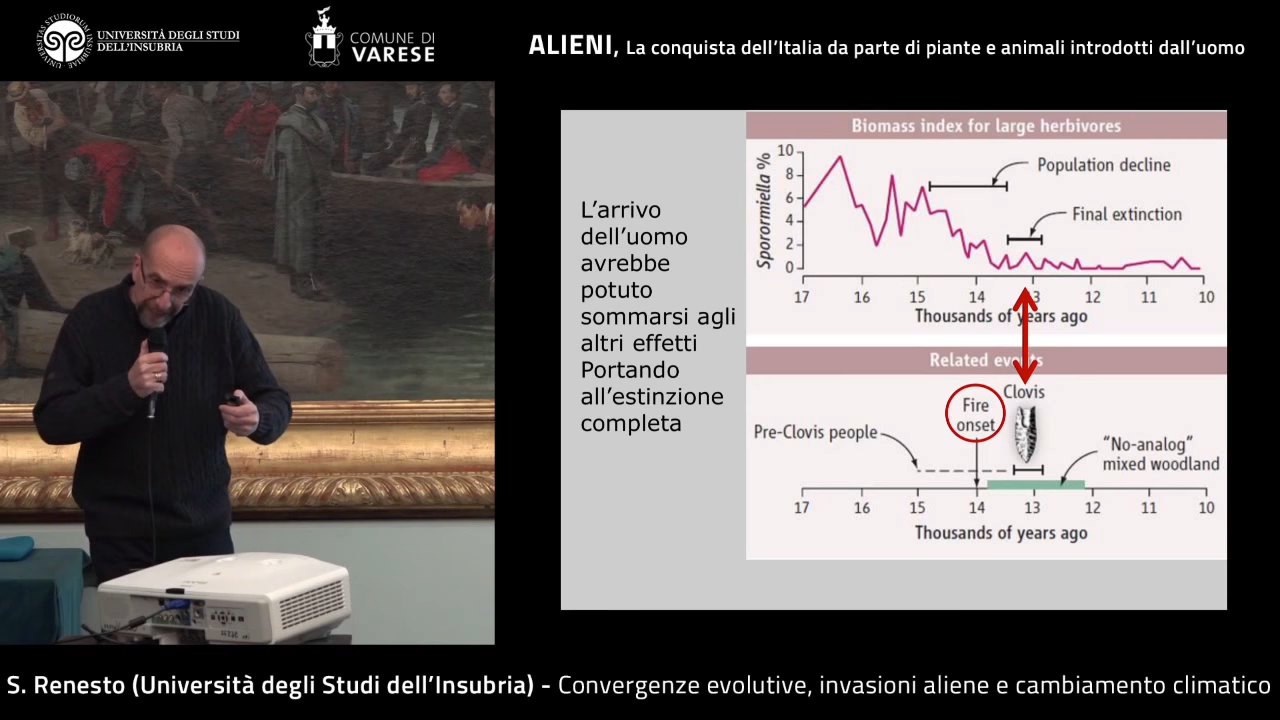 UNIVERSITÀ DEGLI STUDI
DELL'INSUBRIA
COMUNE DI
VARESE
ALIENI, La conquista dell'Italia da parte di piante e animali introdotti dall'uomo
L'arrivo
dell'uomo
avrebbe
potuto
sommarsi agli
altri effetti
Portando
all'estinzione
completa
Biomass index for large herbivores
Sporormiella %
10
8
6
4
2
0
Population decline
Final extinction
17 16 15 14 13 12 11 10
Thousands of years ago
Related events
Clovis
Fire
onset
Pre-Clovis people
"No-analog"
mixed woodland
17 16 15 14 13 12 11 10
Thousands of years ago
S. Renesto (Università degli Studi dell'Insubria) - Convergenze evolutive, invasioni aliene e cambiamento climatico